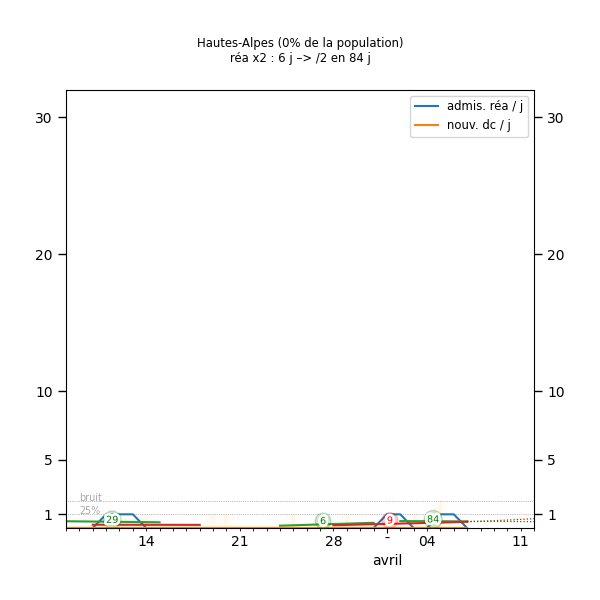 Hautes-Alpes (0% de la population)
réa x2 : 6 j –> /2 en 84 j
admis. réa / j
nouv. dc / j
30 30
20 20
10 10
5 5
bruit
25%
1 29 6 9 84 1
14 21 28 - 04 11
avril